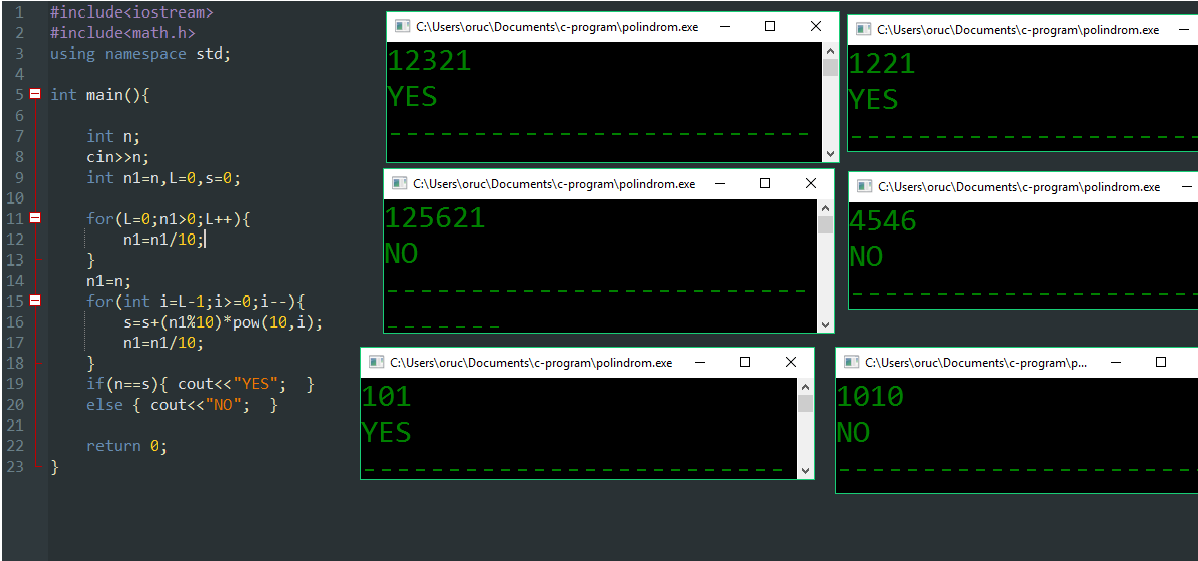 1 #include<iostream>
2 #include<math.h>
3 using namespace std;
4
5 int main(){
6
7 int n;
8 cin>>n;
9 int n1=n,L=0,s=0;
10
11 for(L=0;n1>0;L++){
12 n1=n1/10;
13 }
14 n1=n;
15 for(int i=L-1;i>=0;i--){
16 s=s+(n1%10)*pow(10,i);
17 n1=n1/10;
18 }
19 if(n==s){ cout<<"YES";  }
20 else { cout<<"NO";  }
21
22 return 0;
23 }
C:\Users\oruc\Documents\c-program\polindrom.exe
12321
YES
--------------------------
C:\Users\oruc\Documents\c-program\polindrom.exe
1221
YES
----------------------
C:\Users\oruc\Documents\c-program\polindrom.exe
125621
NO
--------------------------
-------
C:\Users\oruc\Documents\c-program\polindrom.exe
4546
NO
----------------------
C:\Users\oruc\Documents\c-program\polindrom.exe
101
YES
--------------------------
C:\Users\oruc\Documents\c-program\p...
1010
NO
----------------------